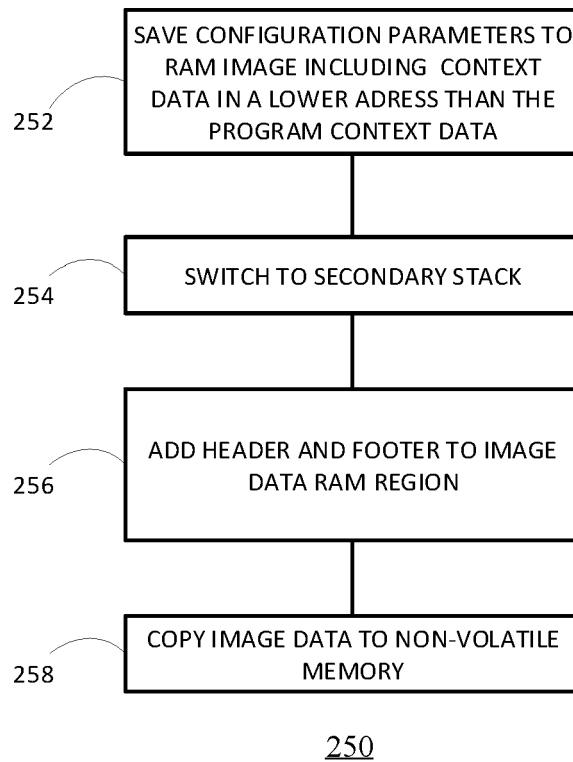 SAVE CONFIGURATION PARAMETERS TO
RAM IMAGE INCLUDING CONTEXT
DATA IN A LOWER ADRESS THAN THE
PROGRAM CONTEXT DATA
252
SWITCH TO SECONDARY STACK
254
ADD HEADER AND FOOTER TO IMAGE
DATA RAM REGION
256
COPY IMAGE DATA TO NON-VOLATILE
MEMORY
258
250